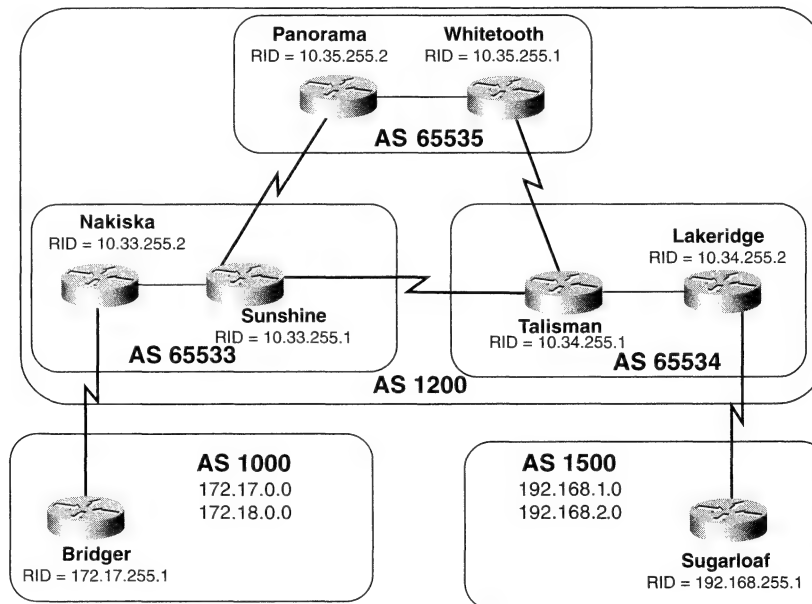 Panorama
RID = 10.35.255.2
Whitetooth
RID = 10.35.255.1
AS 65535
Nakiska
RID = 10.33.255.2
Sunshine
RID = 10.33.255.1
AS 65533
Lakeridge
RID = 10.34.255.2
Talisman
RID = 10.34.255.1
AS 65534
AS 1200
AS 1000
172.17.0.0
172.18.0.0
Bridger
RID = 172.17.255.1
AS 1500
192.168.1.0
192.168.2.0
Sugarloaf
RID = 192.168.255.1